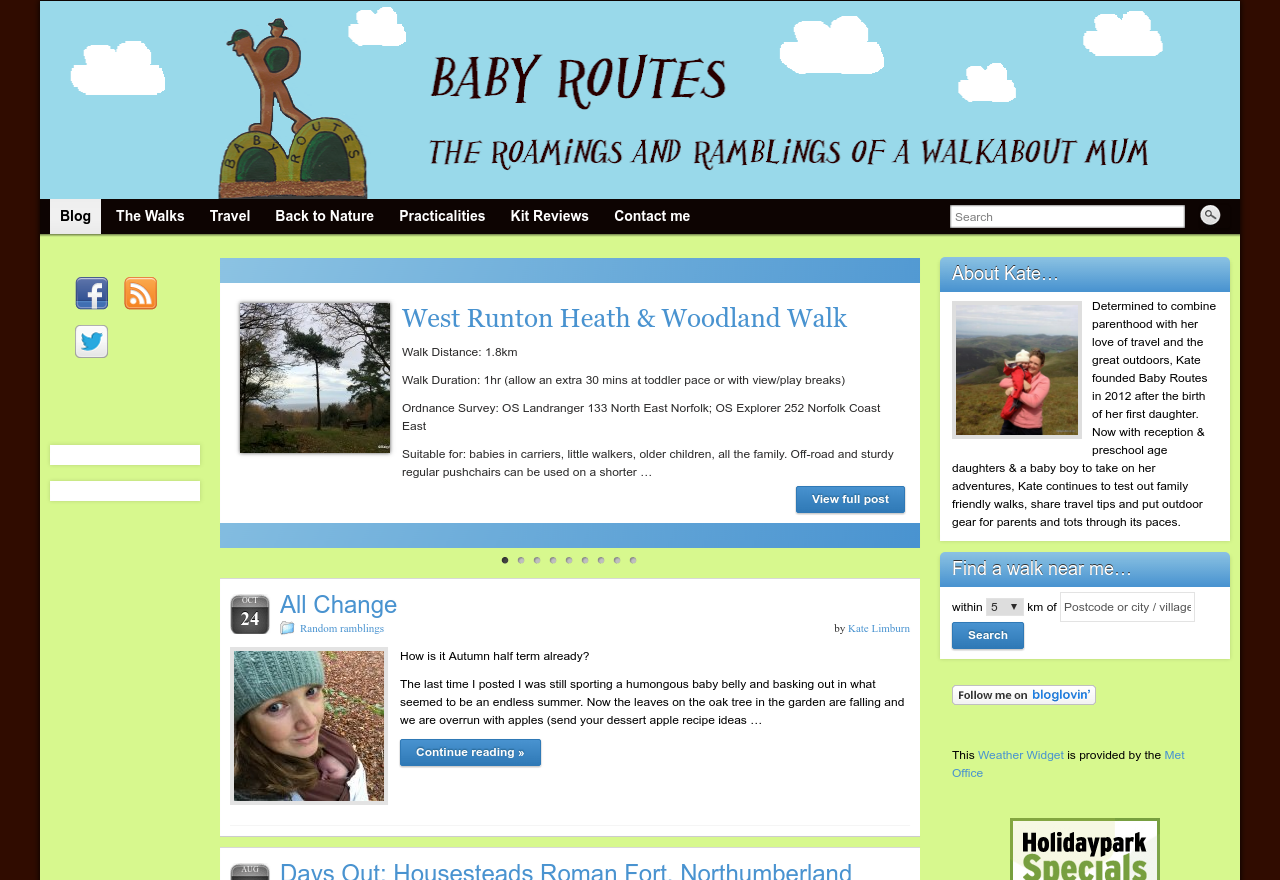 BABY ROUTES
BABY ROUTES
THE ROAMINGS AND RAMBLINGS OF A WALKABOUT MUM
Blog
The Walks
Travel
Back to Nature
Practicalities
Kit Reviews
Contact me
Search
West Runton Heath & Woodland Walk
Walk Distance: 1.8km
Walk Duration: 1hr (allow an extra 30 mins at toddler pace or with view/play breaks)
Ordnance Survey: OS Landranger 133 North East Norfolk; OS Explorer 252 Norfolk Coast
East
Suitable for: babies in carriers, little walkers, older children, all the family. Off-road and sturdy
regular pushchairs can be used on a shorter …
View full post
OCT
24
All Change
Random ramblings
by Kate Limburn
How is it Autumn half term already?
The last time I posted I was still sporting a humongous baby belly and basking out in what
seemed to be an endless summer. Now the leaves on the oak tree in the garden are falling and
we are overrun with apples (send your dessert apple recipe ideas …
Continue reading »
AUG
Days Out: Housesteads Roman Fort, Northumberland
About Kate…
Determined to combine
parenthood with her
love of travel and the
great outdoors, Kate
founded Baby Routes
in 2012 after the birth
of her first daughter.
Now with reception &
preschool age
daughters & a baby boy to take on her
adventures, Kate continues to test out family
friendly walks, share travel tips and put outdoor
gear for parents and tots through its paces.
Find a walk near me…
within 5 km of Postcode or city / village
Search
Follow me on bloglovin'
This Weather Widget is provided by the Met
Office
Holidaypark
Specials